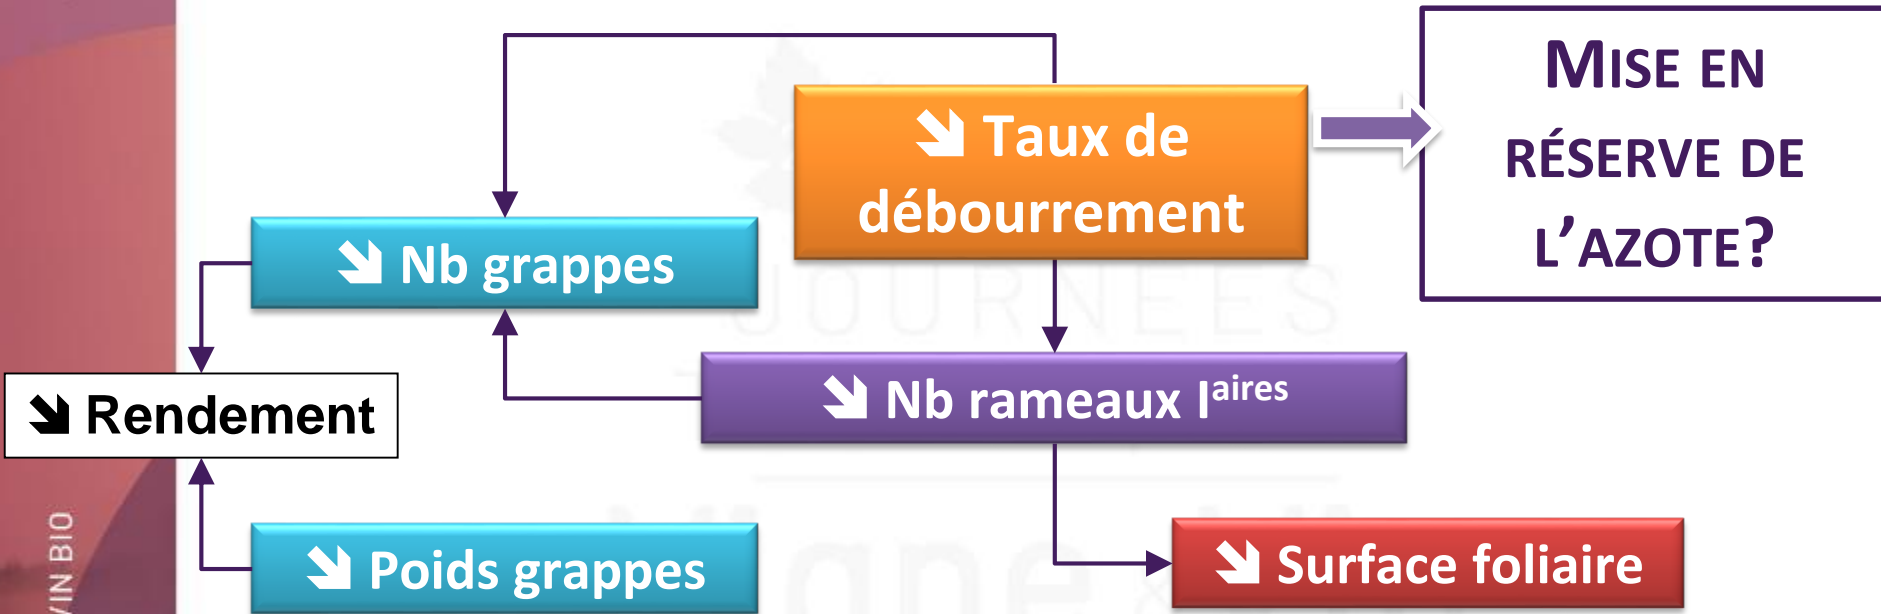 MISE EN
RÉSERVE DE
L'AZOTE?
⬊ Taux de
débourrement
⬊ Nb grappes
JOURNEES
⬊ Nb rameaux Iaires
⬊ Rendement
⬊ Poids grappes
⬊ Surface foliaire
VIN BIO